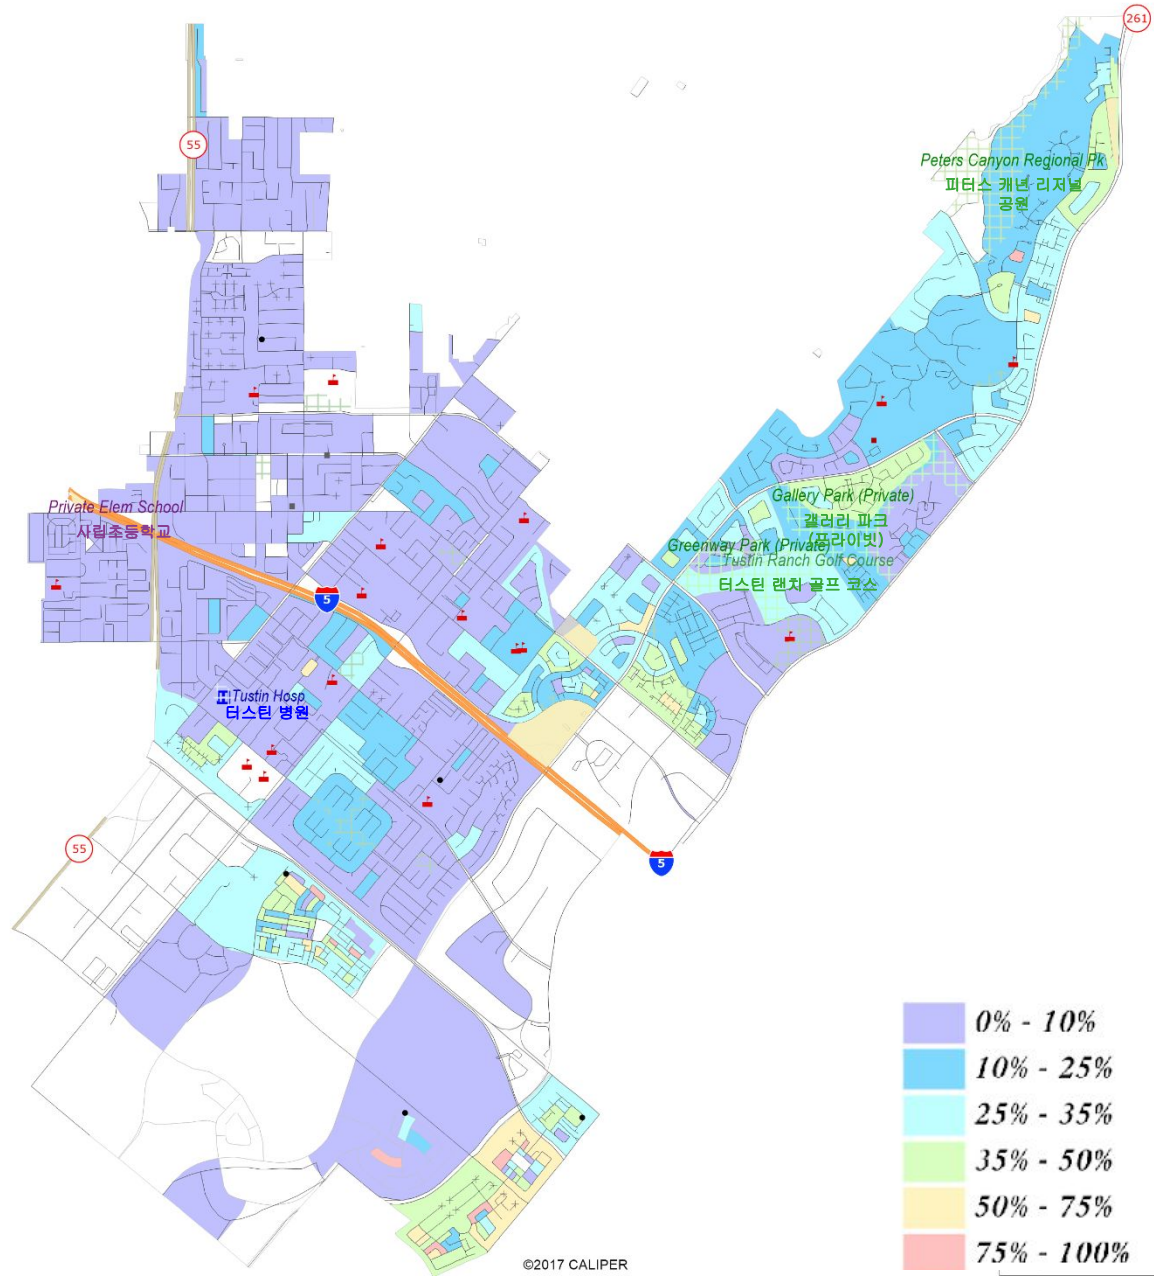 261
55
Peters Canyon Regional Pk
피터스 캐년 리저널
공원
Private Elem School
사립초등학교
Gallery Park (Private)
갤러리 파크
(프라이빗)
Greenway Park (Private)
Tustin Ranch Golf Course
터스틴 랜치 골프 코스
5
Tustin Hosp
터스틴 병원
55
5
0% - 10%
10% - 25%
25% - 35%
35% - 50%
50% - 75%
75% - 100%
©2017 CALIPER